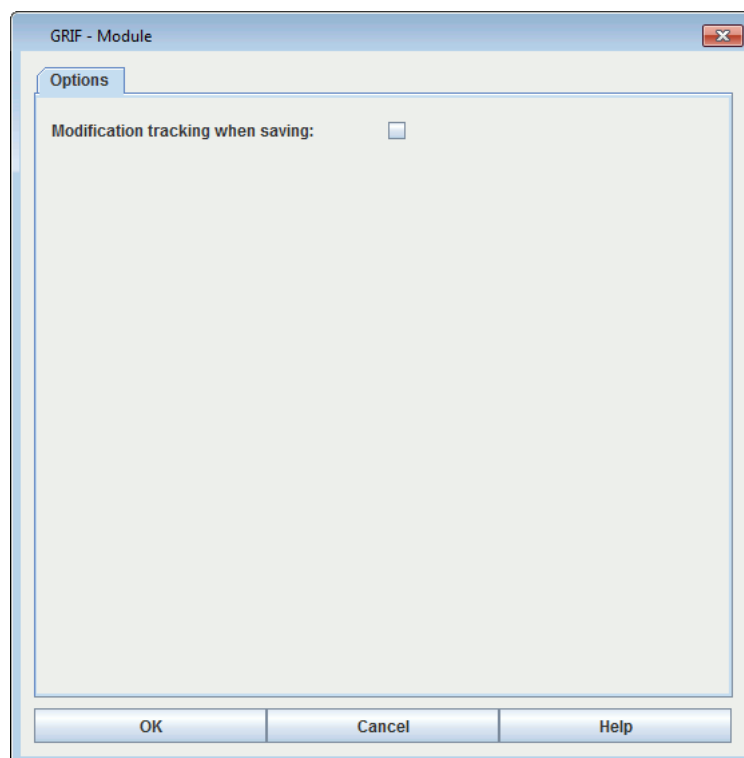 GRIF - Module
Options
Modification tracking when saving:
OK Cancel Help